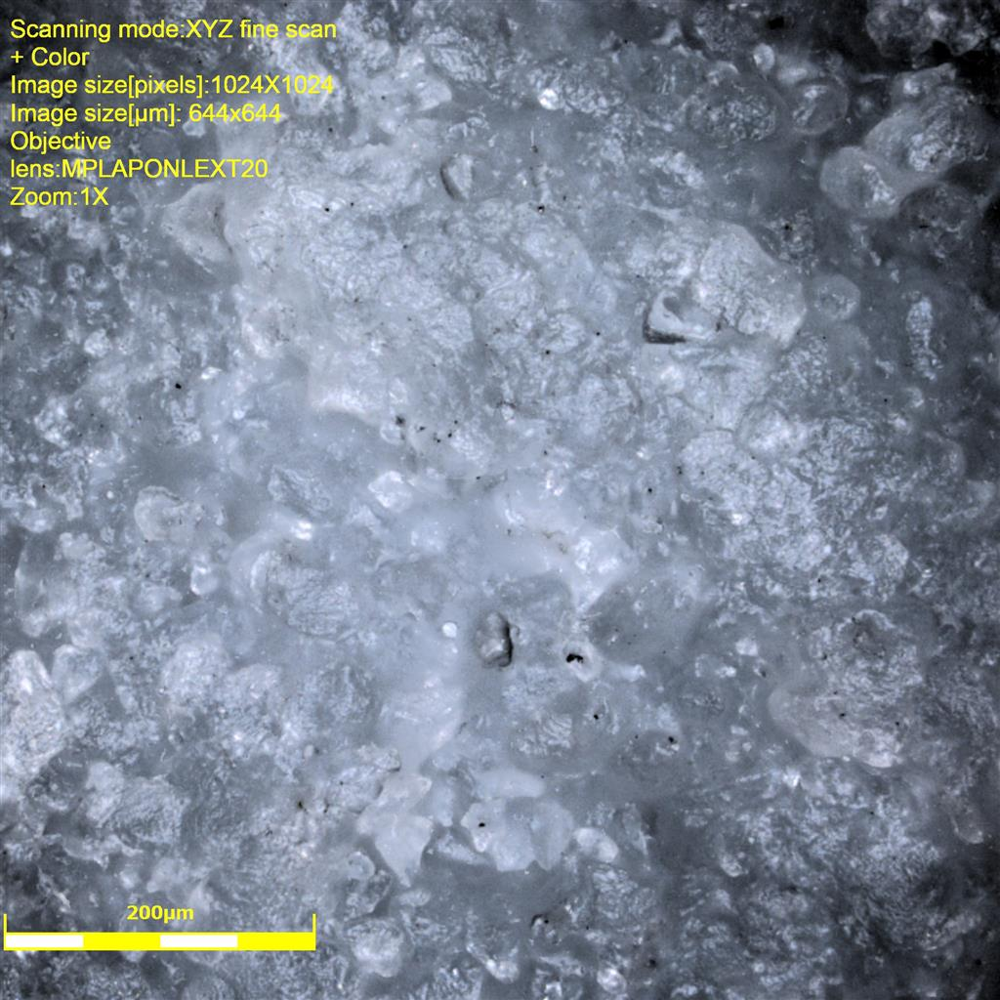 Scanning mode:XYZ fine scan
+ Color
Image size[pixels]:1024X1024
Image size[µm]: 644x644
Objective
lens:MPLAPONLEXT20
Zoom:1X
200µm